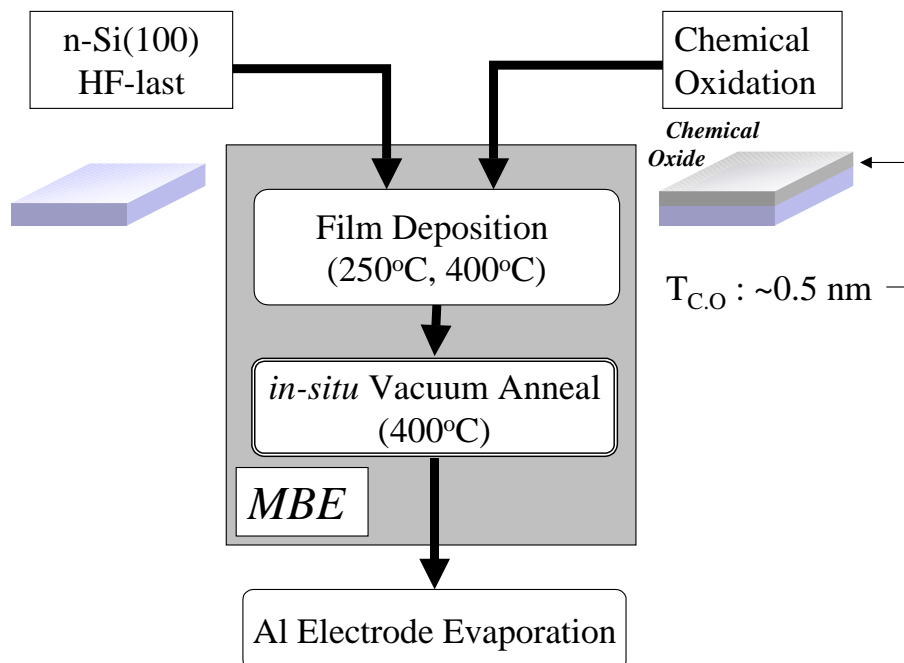 n-Si(100)
HF-last
Chemical
Oxidation
Chemical
Oxide
Film Deposition
(250°C, 400°C)
T_C.O : ~0.5 nm
in-situ Vacuum Anneal
(400°C)
MBE
Al Electrode Evaporation